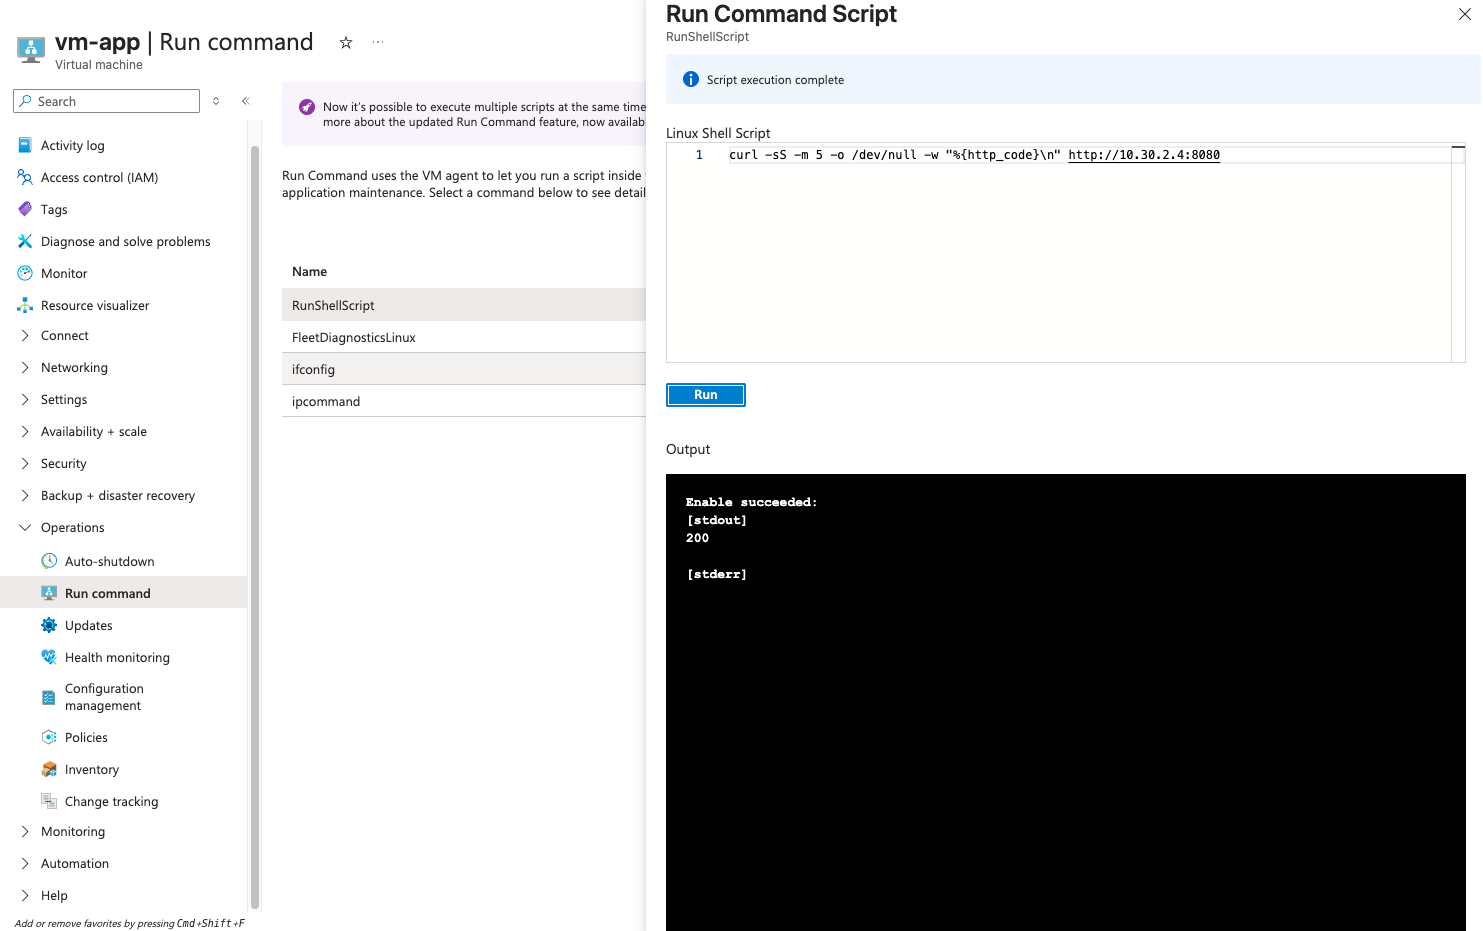 vm-app | Run command
Virtual machine
Search
Activity log
Access control (IAM)
Tags
Diagnose and solve problems
Monitor
Resource visualizer
Connect
Networking
Settings
Availability + scale
Security
Backup + disaster recovery
Operations
Auto-shutdown
Run command
Updates
Health monitoring
Configuration
management
Policies
Inventory
Change tracking
Monitoring
Automation
Help
Add or remove favorites by pressing Cmd+Shift+F
Now it's possible to execute multiple scripts at the same time
more about the updated Run Command feature, now availab
Run Command uses the VM agent to let you run a script inside
application maintenance. Select a command below to see detail
Name
RunShellScript
FleetDiagnosticsLinux
ifconfig
ipcommand
Run Command Script
RunShellScript
Script execution complete
Linux Shell Script
1 curl -sS -m 5 -o /dev/null -w "%{http_code}\n" http://10.30.2.4:8080
Run
Output
Enable succeeded:
[stdout]
200
[stderr]